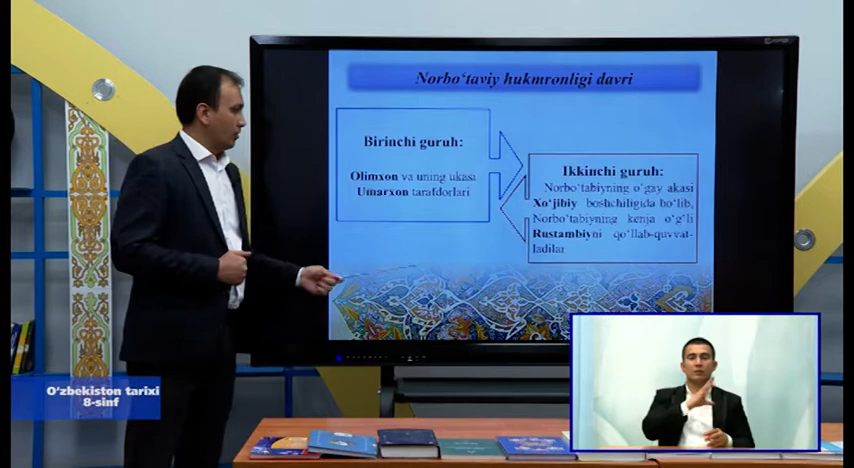 Norbo‘taviy hukmronligi davri
Birinchi guruh:
Olimxon va uning ukasi
Umarxon tarafdorlari
Ikkinchi guruh:
Norbo‘tabiyning o‘gay akasi
Xo‘jibiy boshchiligida bo‘lib,
Norbo‘tabiyning kenja o‘g‘li
Rustambiyni qo‘llab-quvvat-
ladilar
O‘zbekiston tarixi
8-sinf